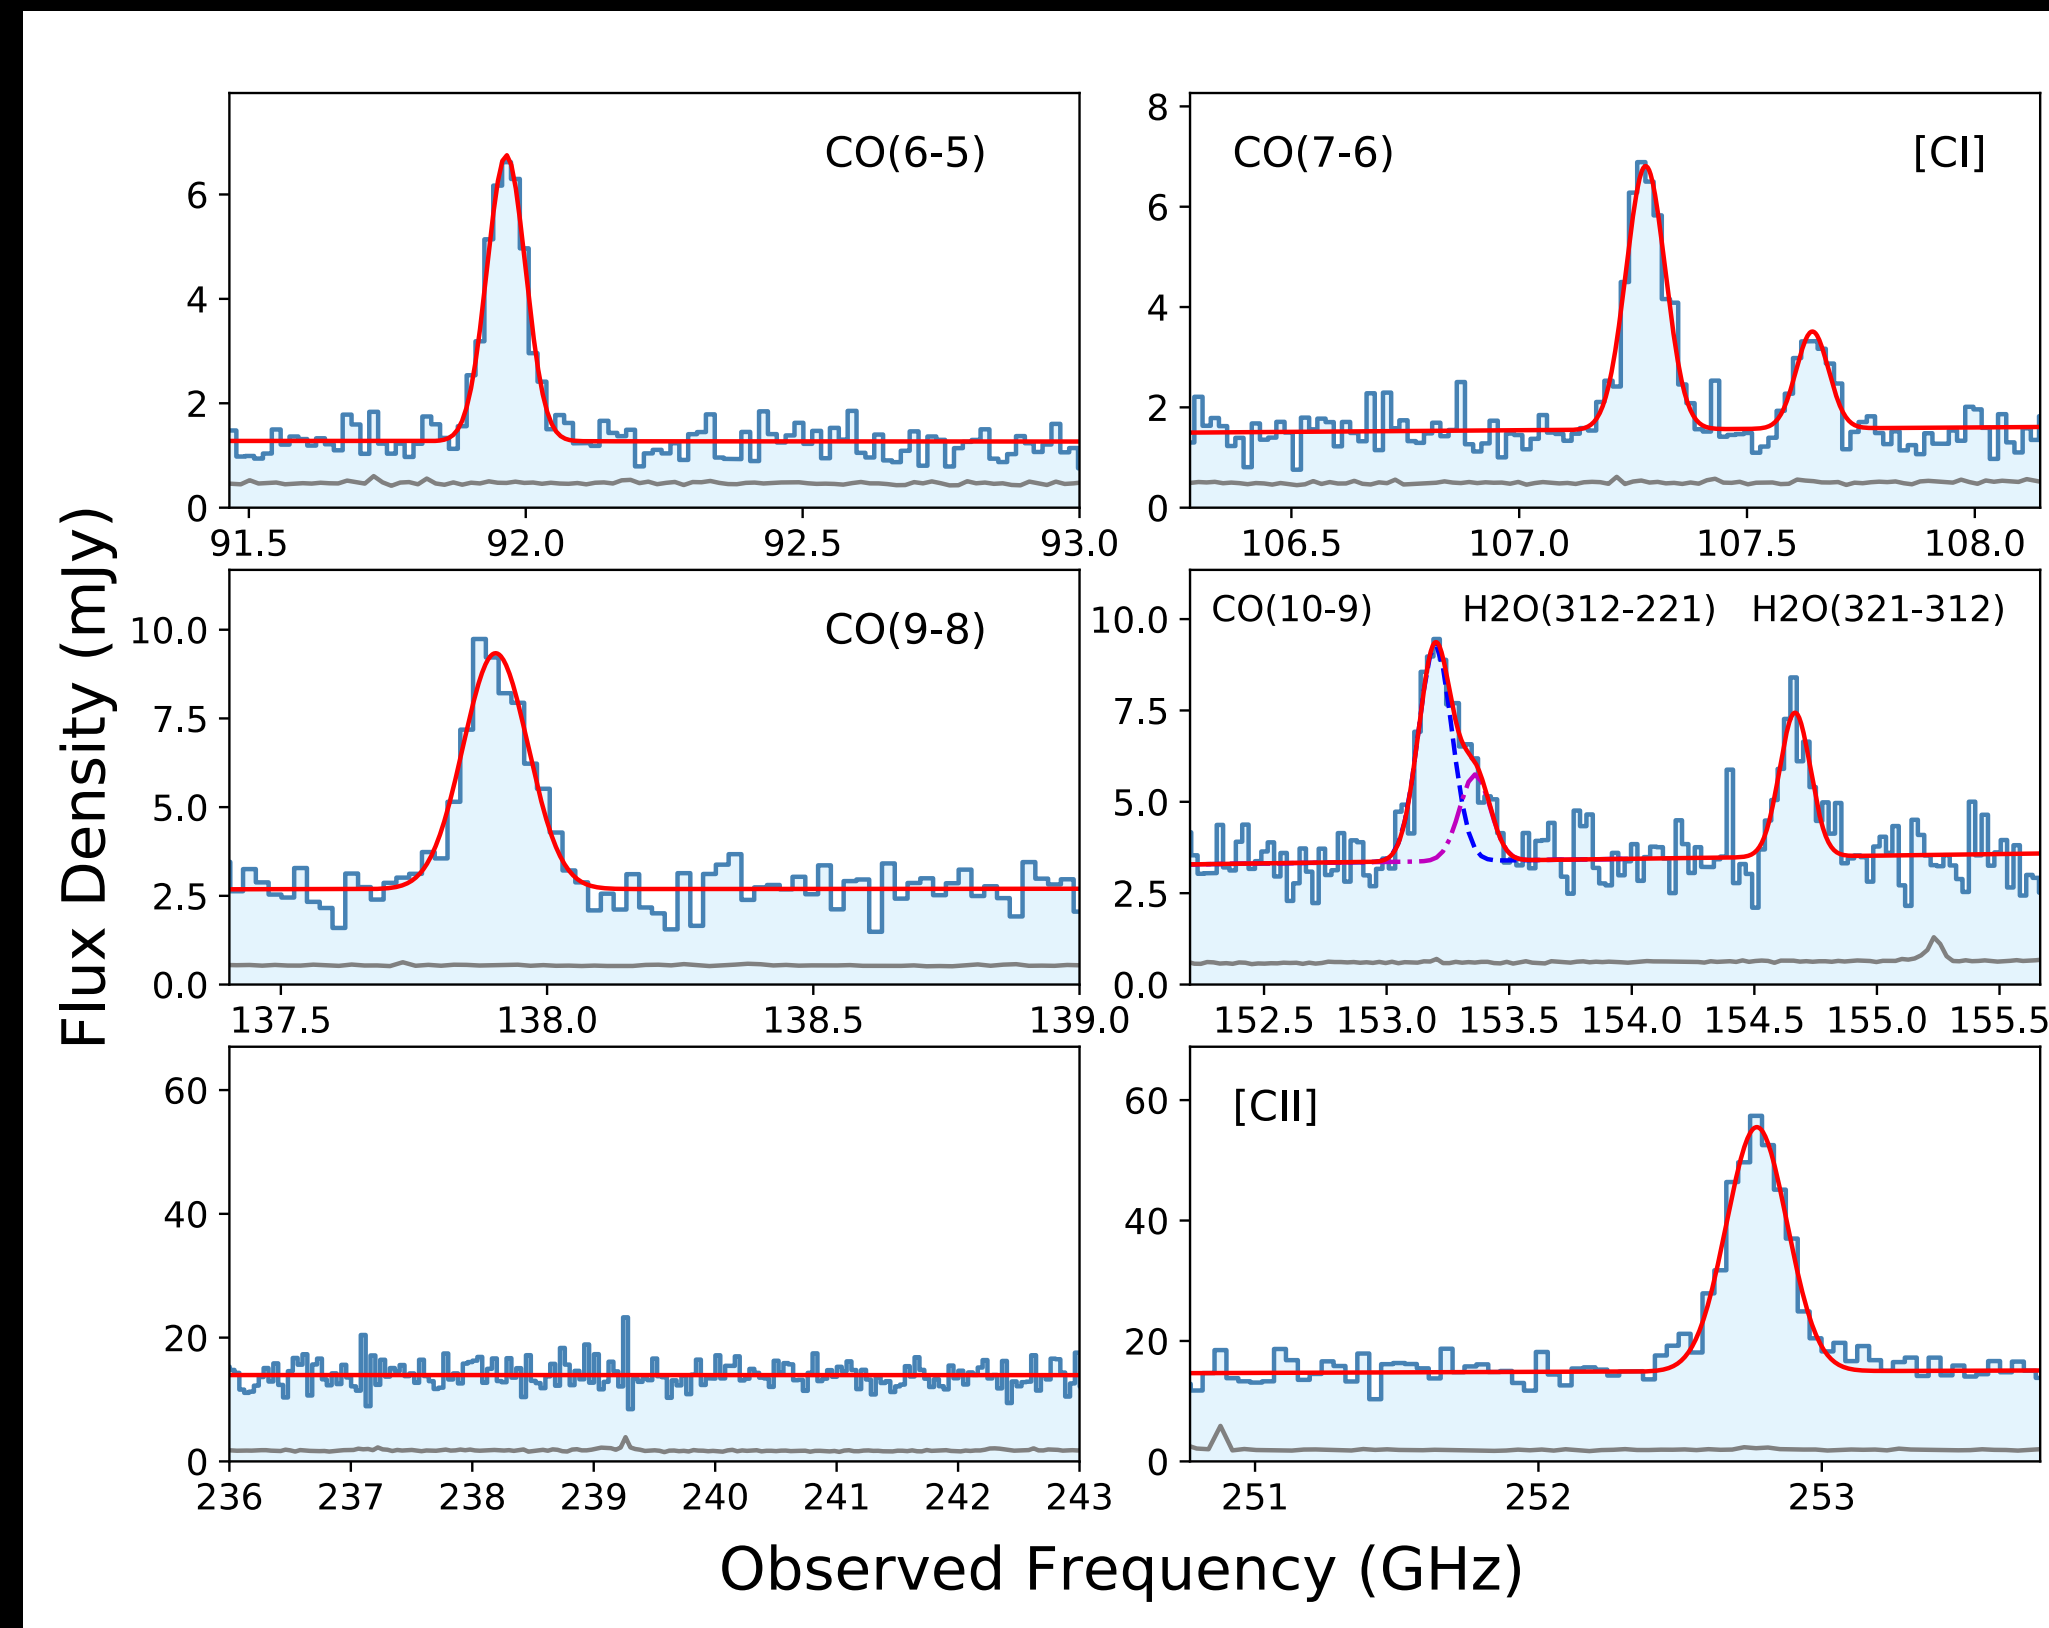 CO(6-5)
6
4
2
0
91.5 92.0 92.5 93.0
CO(7-6) [CI]
8
6
4
2
0
106.5 107.0 107.5 108.0
CO(9-8)
10.0
7.5
5.0
2.5
0.0
137.5 138.0 138.5 139.0
CO(10-9) H2O(312-221) H2O(321-312)
10.0
7.5
5.0
2.5
0.0
152.5 153.0 153.5 154.0 154.5 155.0 155.5
60
40
20
0
236 237 238 239 240 241 242 243
[CII]
60
40
20
0
251 252 253
Flux Density (mJy)
Observed Frequency (GHz)